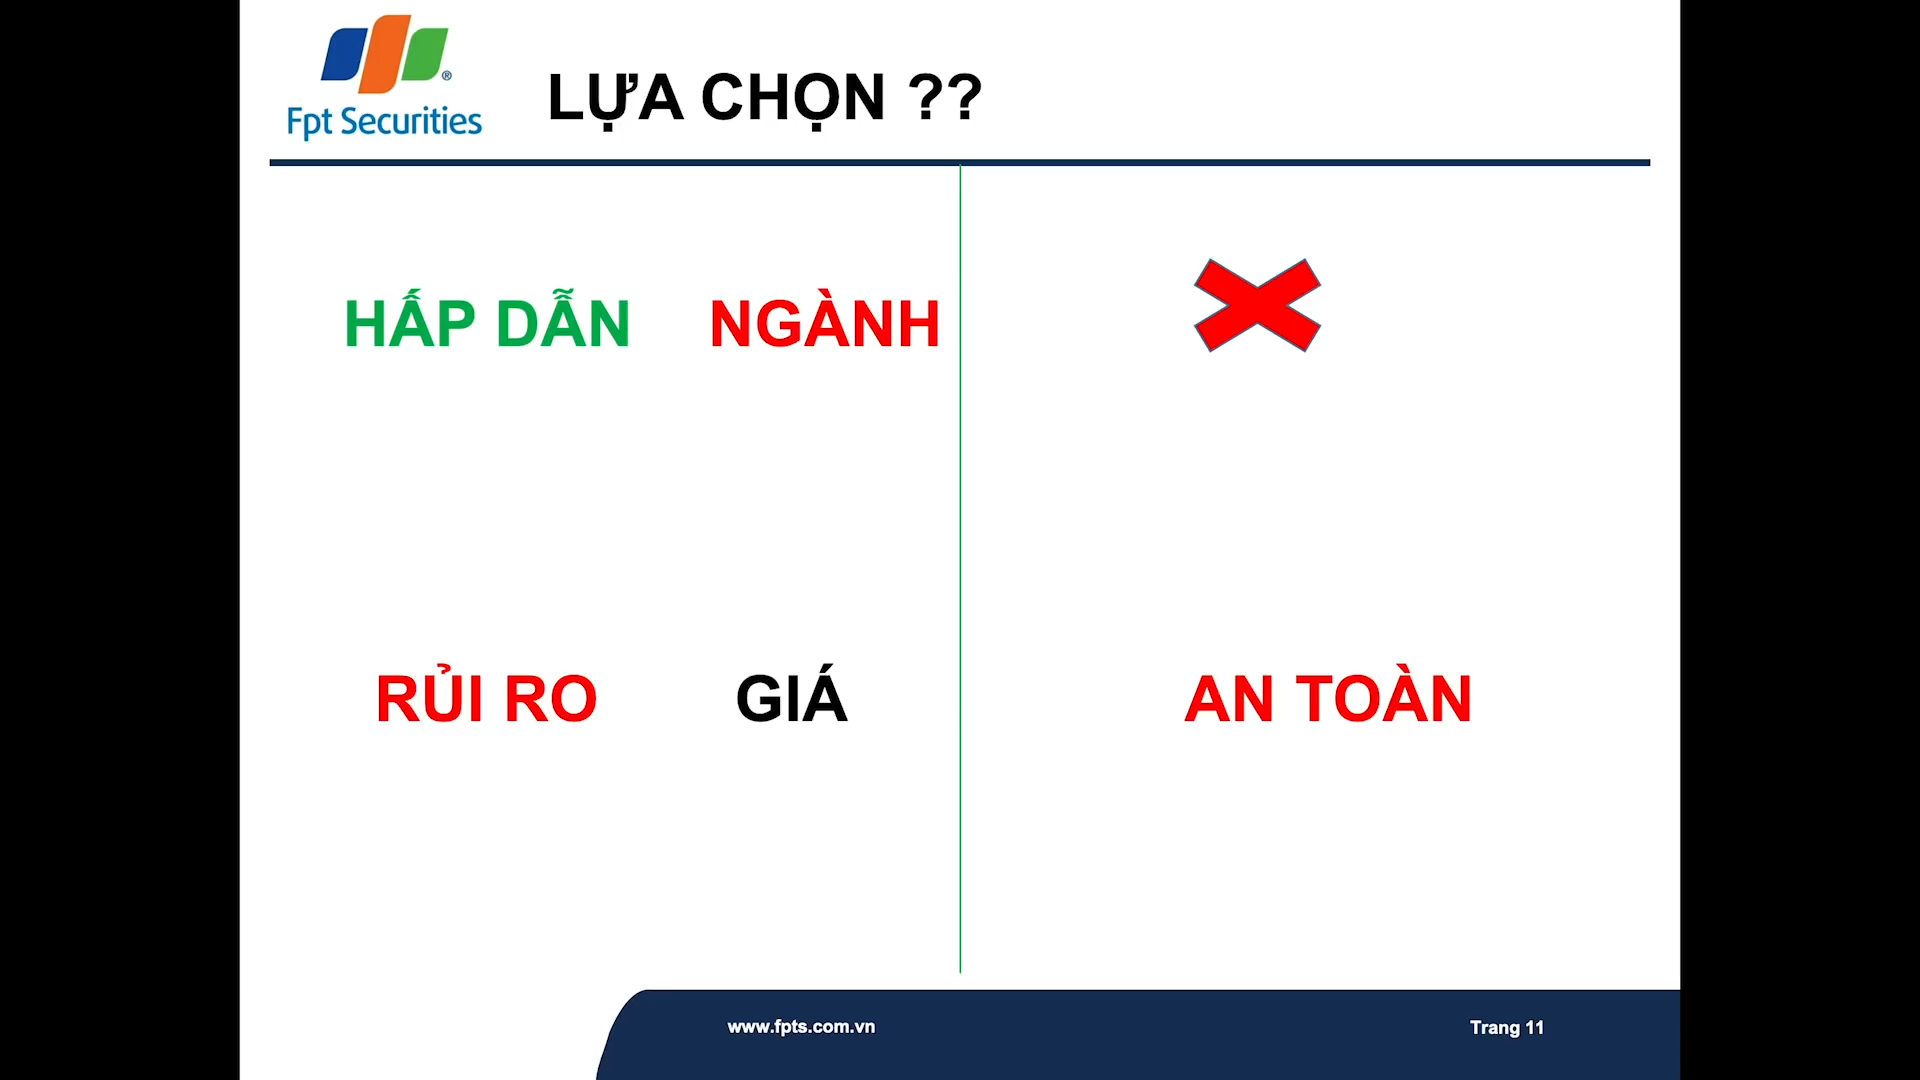 Fpt Securities
LỰA CHỌN ??
HẤP DẪN NGÀNH
RỦI RO GIÁ AN TOÀN
www.fpts.com.vn Trang 11